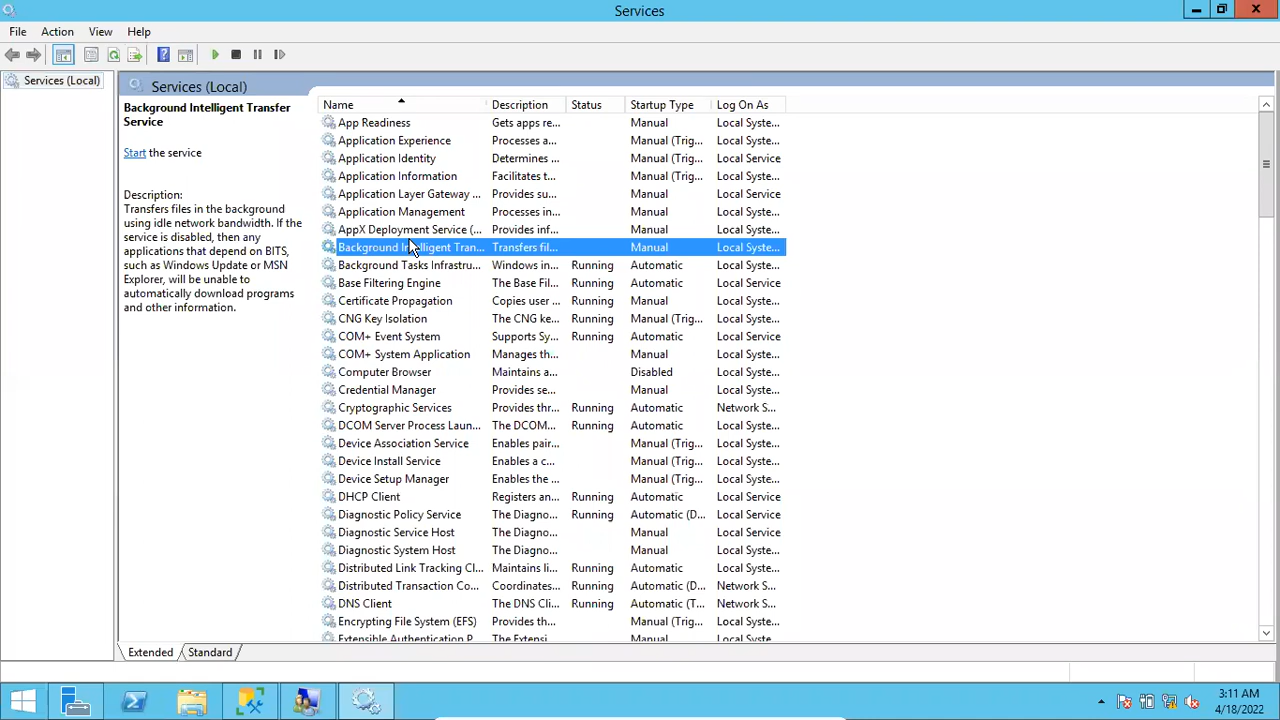 Services
File Action View Help
Services (Local)
Services (Local)
Background Intelligent Transfer
Service
Start the service
Description:
Transfers files in the background
using idle network bandwidth. If the
service is disabled, then any
applications that depend on BITS,
such as Windows Update or MSN
Explorer, will be unable to
automatically download programs
and other information.
Name Description Status Startup Type Log On As
App Readiness Gets apps re... Manual Local Syste...
Application Experience Processes a... Manual (Trig... Local Syste...
Application Identity Determines ... Manual (Trig... Local Service
Application Information Facilitates t... Manual (Trig... Local Syste...
Application Layer Gateway ... Provides su... Manual Local Service
Application Management Processes in... Manual Local Syste...
AppX Deployment Service (... Provides inf... Manual Local Syste...
Background Intelligent Tran... Transfers fil... Manual Local Syste...
Background Tasks Infrastru... Windows in... Running Automatic Local Syste...
Base Filtering Engine The Base Fil... Running Automatic Local Service
Certificate Propagation Copies user ... Running Manual Local Syste...
CNG Key Isolation The CNG ke... Running Manual (Trig... Local Syste...
COM+ Event System Supports Sy... Running Automatic Local Service
COM+ System Application Manages th... Manual Local Syste...
Computer Browser Maintains a... Disabled Local Syste...
Credential Manager Provides se... Manual Local Syste...
Cryptographic Services Provides thr... Running Automatic Network S...
DCOM Server Process Laun... The DCOM... Running Automatic Local Syste...
Device Association Service Enables pair... Manual (Trig... Local Syste...
Device Install Service Enables a c... Manual (Trig... Local Syste...
Device Setup Manager Enables the ... Manual (Trig... Local Syste...
DHCP Client Registers an... Running Automatic Local Service
Diagnostic Policy Service The Diagno... Running Automatic (D... Local Service
Diagnostic Service Host The Diagno... Manual Local Service
Diagnostic System Host The Diagno... Manual Local Syste...
Distributed Link Tracking Cl... Maintains li... Running Automatic Local Syste...
Distributed Transaction Co... Coordinates... Running Automatic (D... Network S...
DNS Client The DNS Cli... Running Automatic (T... Network S...
Encrypting File System (EFS) Provides th... Manual (Trig... Local Syste...
Extensible Authentication P... The Extensi... Manual Local Syste...
Extended Standard
3:11 AM
4/18/2022